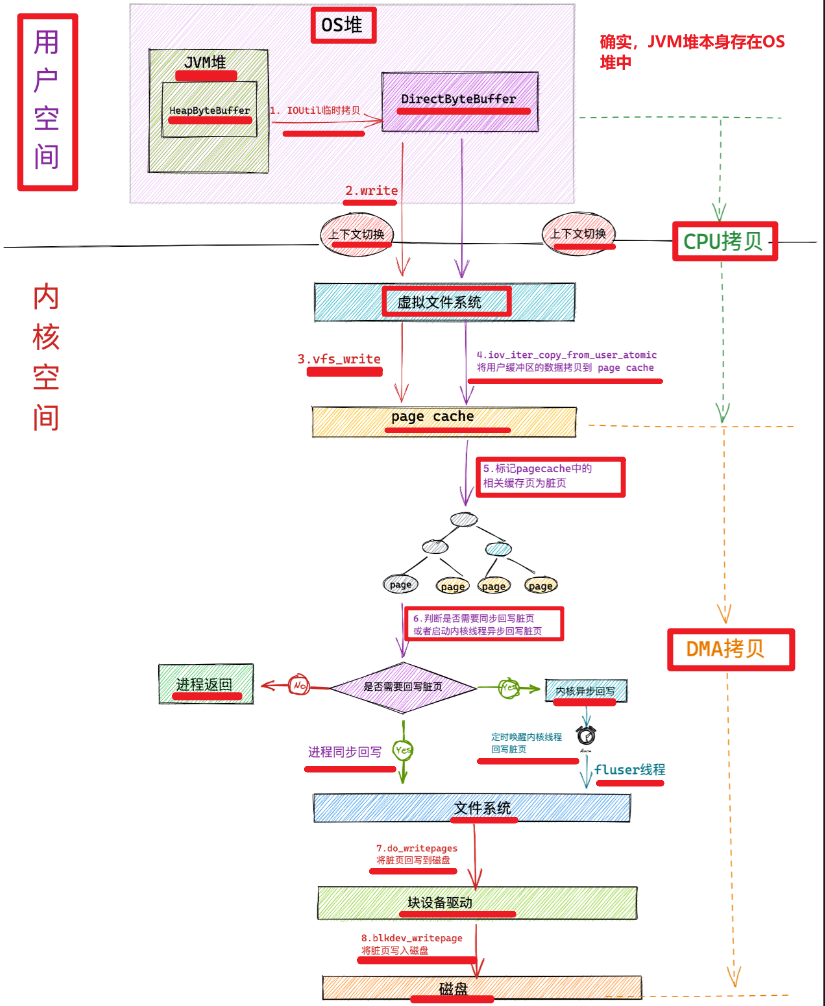 OS堆
确实，JVM堆本身存在OS
堆中
用
户
空
间
JVM堆
HeapByteBuffer
1. IOUtil临时拷贝
DirectByteBuffer
2.write
上下文切换
上下文切换
CPU拷贝
内
核
空
间
虚拟文件系统
3.vfs_write
4.iov_iter_copy_from_user_atomic
将用户缓冲区的数据拷贝到 page cache
page cache
5.标记pagecache中的
相关缓存页为脏页
page
page
page
page
6.判断是否需要同步回写脏页
或者启动内核线程异步回写脏页
DMA拷贝
进程返回
No
是否需要回写脏页
Yes
内核异步回写
进程同步回写
Yes
定时唤醒内核线程
回写脏页
fluser线程
文件系统
7.do_writepages
将脏页回写到磁盘
块设备驱动
8.blkdev_writepage
将脏页写入磁盘
磁盘